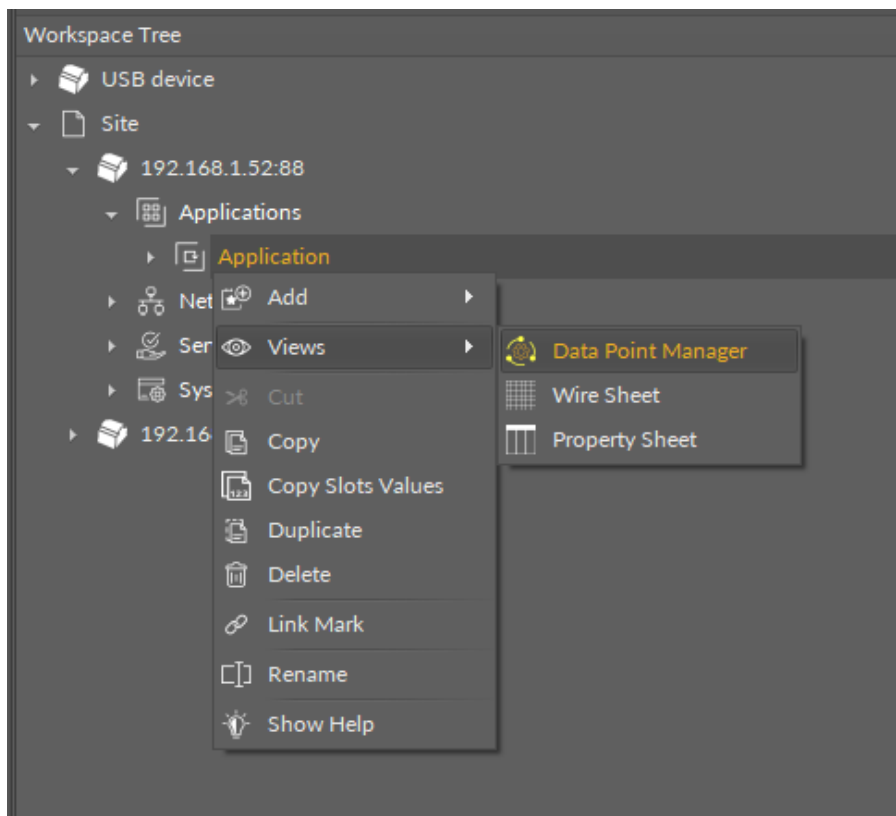 Workspace Tree
USB device
Site
192.168.1.52:88
Applications
Application
Net
Add
Ser
Views
Data Point Manager
Sys
Cut
Wire Sheet
192.16
Copy
Property Sheet
Copy Slots Values
123
Duplicate
Delete
Link Mark
Rename
Show Help